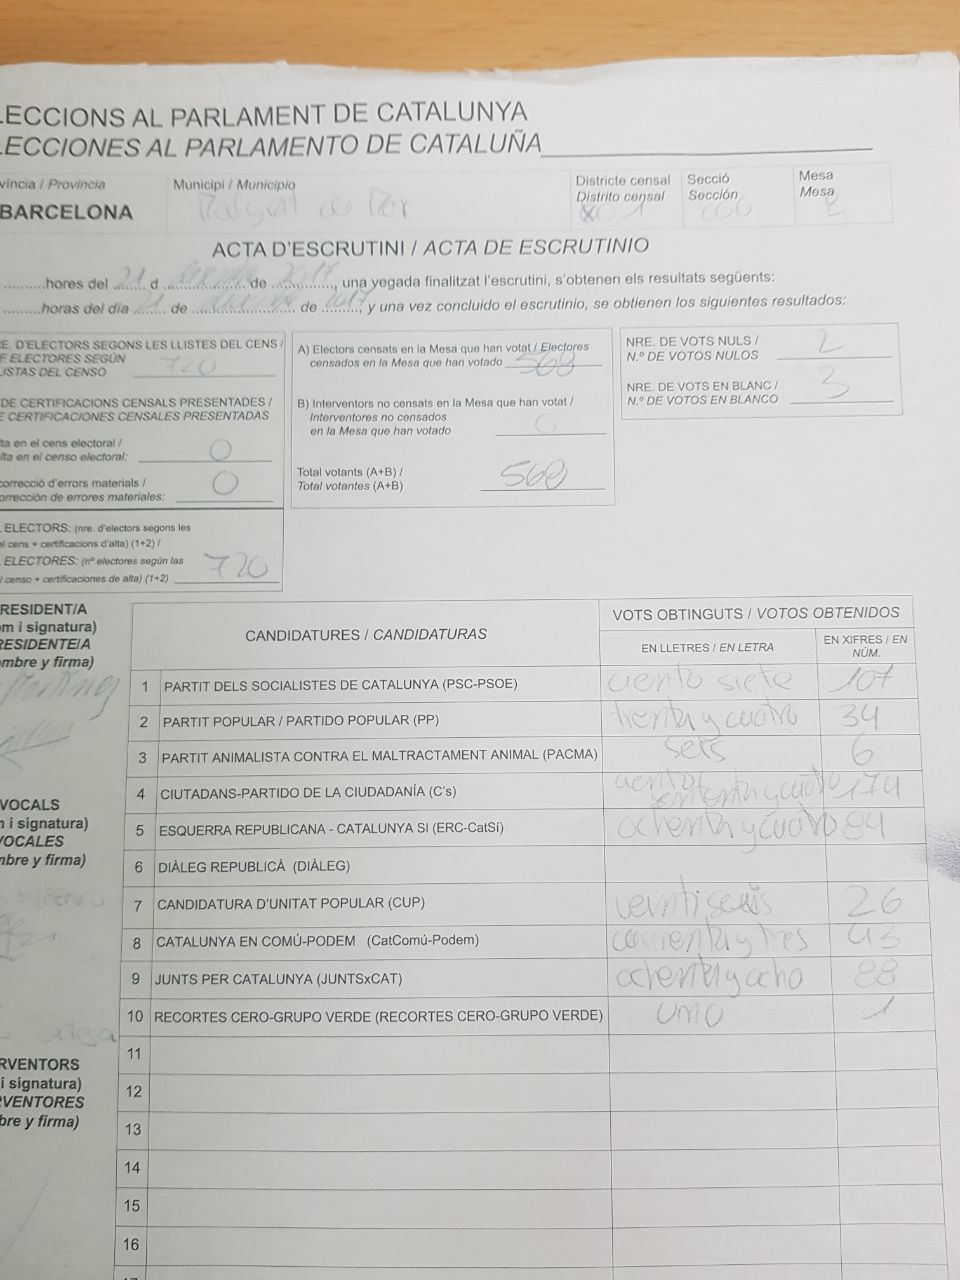 LECCIONS AL PARLAMENT DE CATALUNYA
LECCIONES AL PARLAMENTO DE CATALUÑA
víncia / Provincia
BARCELONA
Municipi / Municipio
de
Districte censal
Distrito censal
1
Secció
Sección
006
Mesa
Mesa
B
ACTA D'ESCRUTINI / ACTA DE ESCRUTINIO
hores del 21 d de 2017, una vegada finalitzat l'escrutini, s'obtenen els resultats següents:
horas del día 21 de de 2017, y una vez concluido el escrutinio, se obtienen los siguientes resultados:
E. D'ELECTORS SEGONS LES LLISTES DEL CENS /
E ELECTORES SEGÚN
ISTAS DEL CENSO 720
DE CERTIFICACIONS CENSALS PRESENTADES /
E CERTIFICACIONES CENSALES PRESENTADAS
lta en el cens electoral /
lta en el censo electoral: 0
correcció d'errors materials /
orrección de errores materiales: 0
ELECTORS: (nre. d'electors segons les
el cens + certificacions d'alta) (1+2) /
ELECTORES: (nº electores según las
l censo + certificaciones de alta) (1+2) 720
A) Electors censats en la Mesa que han votat / Electores
censados en la Mesa que han votado 568
B) Interventors no censats en la Mesa que han votat /
Interventores no censados
en la Mesa que han votado 0
Total votants (A+B) /
Total votantes (A+B) 568
NRE. DE VOTS NULS /
N.º DE VOTOS NULOS 2
NRE. DE VOTS EN BLANC /
N.º DE VOTOS EN BLANCO 3
RESIDENT/A
om i signatura)
RESIDENTE/A
ombre y firma)
VOCALS
m i signatura)
VOCALES
mbre y firma)
RVENTORS
i signatura)
RVENTORES
bre y firma)
CANDIDATURES / CANDIDATURAS
VOTS OBTINGUTS / VOTOS OBTENIDOS
EN LLETRES / EN LETRA
EN XIFRES / EN
NÚM.
1 PARTIT DELS SOCIALISTES DE CATALUNYA (PSC-PSOE) ciento siete 107
2 PARTIT POPULAR / PARTIDO POPULAR (PP) trenta y cuatro 34
3 PARTIT ANIMALISTA CONTRA EL MALTRACTAMENT ANIMAL (PACMA) seis 6
4 CIUTADANS-PARTIDO DE LA CIUDADANÍA (C's) 174
5 ESQUERRA REPUBLICANA - CATALUNYA SI (ERC-CatSí) ochenta y cuatro 84
6 DIÀLEG REPUBLICÀ (DIÀLEG)
7 CANDIDATURA D'UNITAT POPULAR (CUP) veintiseis 26
8 CATALUNYA EN COMÚ-PODEM (CatComú-Podem) 43
9 JUNTS PER CATALUNYA (JUNTSxCAT) ochenta y ocho 88
10 RECORTES CERO-GRUPO VERDE (RECORTES CERO-GRUPO VERDE) uno 1
11
12
13
14
15
16